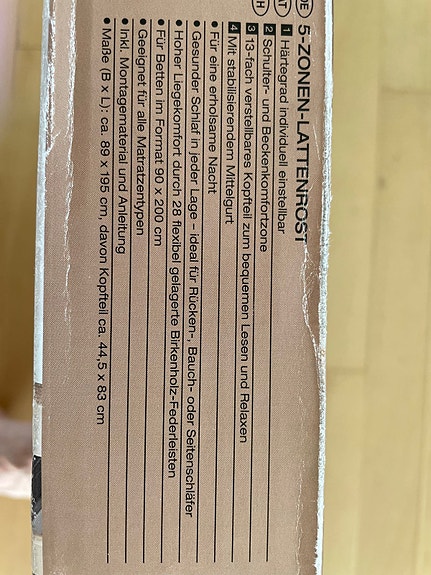 DE
AT
CH
5-ZONEN-LATTENROST
1 Härtegrad individuell einstellbar
2 Schulter- und Beckenkomfortzone
3 13-fach verstellbares Kopfteil zum bequemen Lesen und Relaxen
4 Mit stabilisierendem Mittelgurt
• Für eine erholsame Nacht
• Gesunder Schlaf in jeder Lage – ideal für Rücken-, Bauch- oder Seitenschläfer
• Hoher Liegekomfort durch 28 flexibel gelagerte Birkenholz-Federleisten
• Für Betten im Format 90 x 200 cm
• Geeignet für alle Matratzentypen
• Inkl. Montagematerial und Anleitung
• Maße (B x L): ca. 89 x 195 cm, davon Kopfteil ca. 44,5 x 83 cm